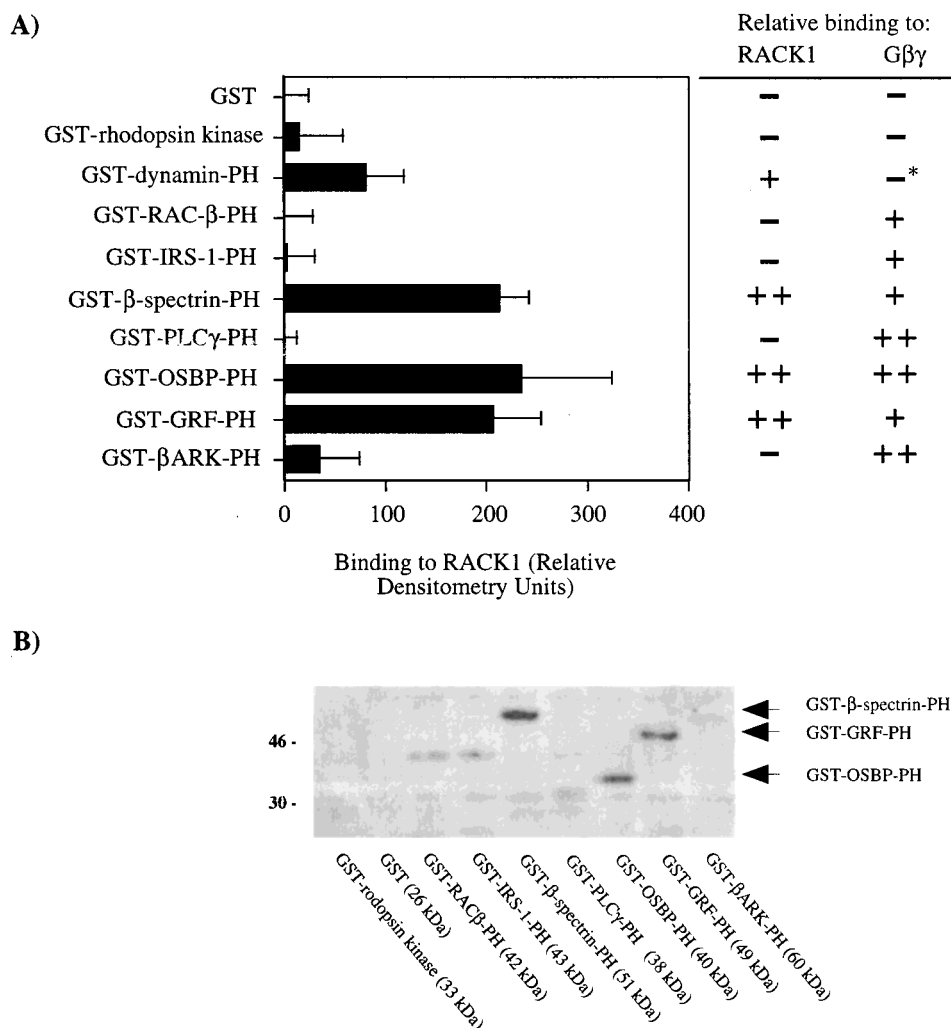 A)
Relative binding to:
RACK1 Gβγ
GST − −
GST-rhodopsin kinase − −
GST-dynamin-PH + −*
GST-RAC-β-PH − +
GST-IRS-1-PH − +
GST-β-spectrin-PH ++ +
GST-PLCγ-PH − ++
GST-OSBP-PH ++ ++
GST-GRF-PH ++ +
GST-βARK-PH − ++
0 100 200 300 400
Binding to RACK1 (Relative
Densitometry Units)
B)
46 -
30 -
GST-β-spectrin-PH
GST-GRF-PH
GST-OSBP-PH
GST-rodopsin kinase (33 kDa)
GST (26 kDa)
GST-RACβ-PH (42 kDa)
GST-IRS-1-PH (43 kDa)
GST-β-spectrin-PH (51 kDa)
GST-PLCγ-PH (38 kDa)
GST-OSBP-PH (40 kDa)
GST-GRF-PH (49 kDa)
GST-βARK-PH (60 kDa)